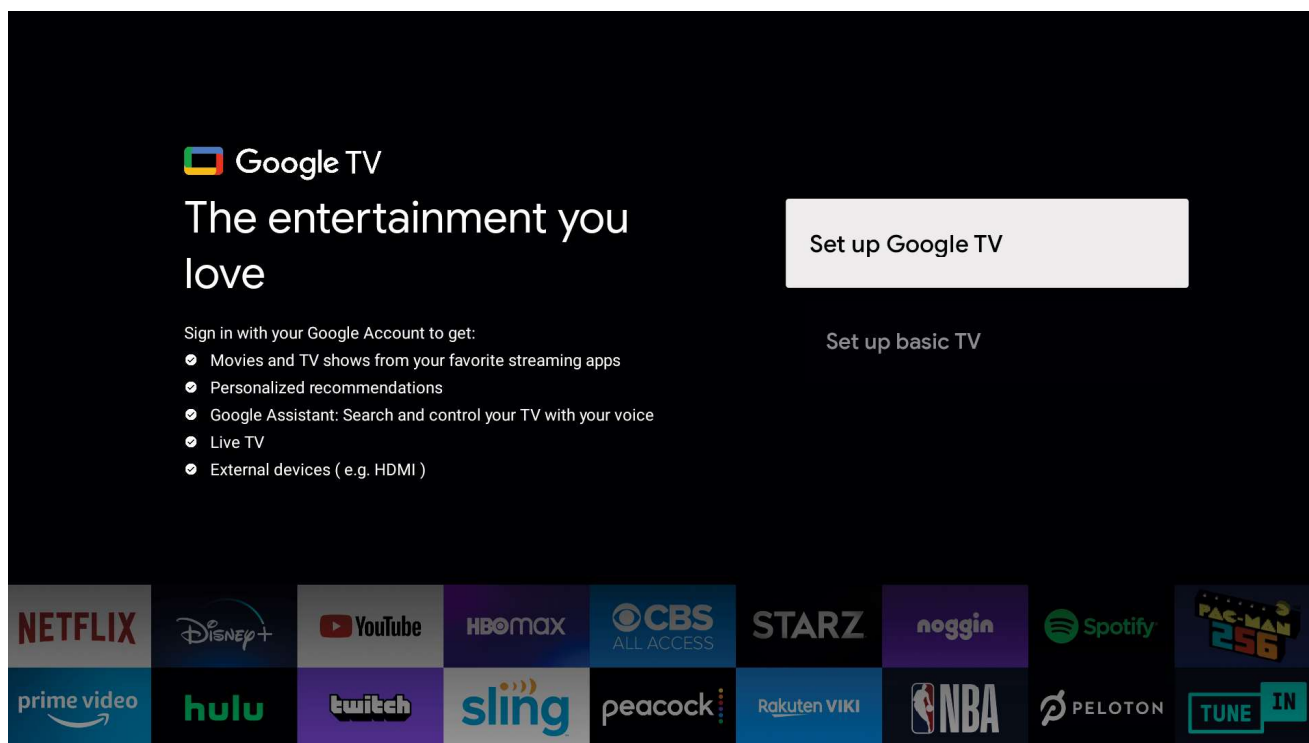 Google TV
The entertainment you
love
Sign in with your Google Account to get:
Movies and TV shows from your favorite streaming apps
Personalized recommendations
Google Assistant: Search and control your TV with your voice
Live TV
External devices ( e.g. HDMI )
Set up Google TV
Set up basic TV
NETFLIX Disney+ YouTube HBOmax CBS STARZ noggin Spotify PAC-MAN
ALL ACCESS 256
prime video hulu twitch sling peacock Rakuten VIKI NBA PELOTON TUNE IN